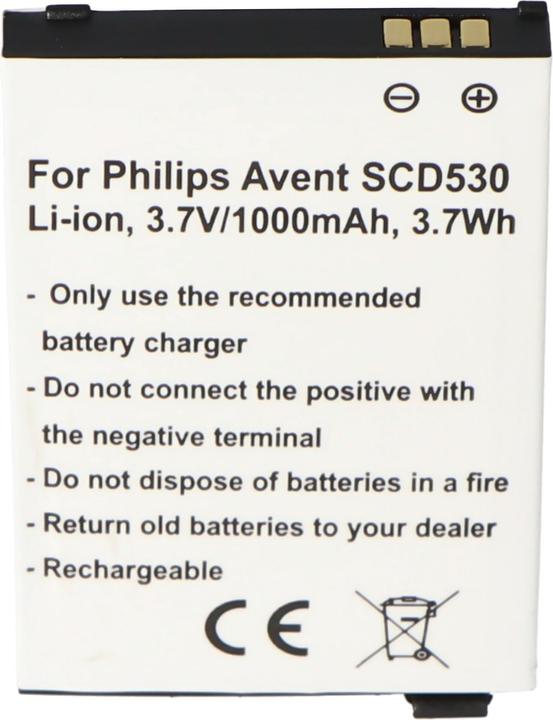 For Philips Avent SCD530
Li-ion, 3.7V/1000mAh, 3.7Wh
- Only use the recommended
battery charger
- Do not connect the positive with
the negative terminal
- Do not dispose of batteries in a fire
- Return old batteries to your dealer
- Rechargeable
CE